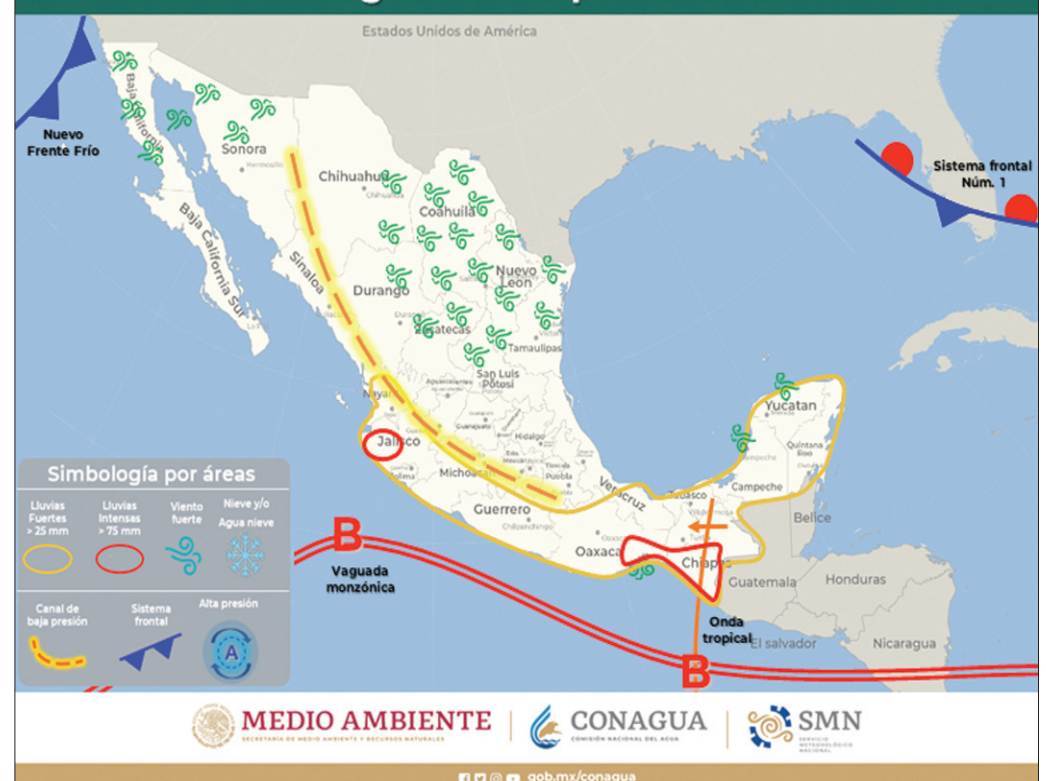 Estados Unidos de América
Nuevo
Frente Frío
Baja California
Sonora
Hermosillo
Sistema frontal
Núm. 1
Chihuahua
Chihuahua
Coahuila
Baja California Sur
Sinaloa
Nuevo
León
Durango
Zacatecas
Tamaulipas
San Luis
Potosí
Nayarit
Guanajuato
Hidalgo
Jalisco
Michoacán
Tlaxcala
Puebla
Veracruz
Guerrero
Chilpancingo
Oaxaca
Tabasco
Chiapas
Yucatan
Quintana
Roo
Campeche
Campeche
Belice
Guatemala
Honduras
El salvador
Nicaragua
Onda
tropical
B
Vaguada
monzónica
B
Simbología por áreas
Lluvias
Fuertes
> 25 mm
Lluvias
Intensas
> 75 mm
Viento
fuerte
Nieve y/o
Agua nieve
Canal de
baja presión
Sistema
frontal
Alta presión
A
MEDIO AMBIENTE
SECRETARÍA DE MEDIO AMBIENTE Y RECURSOS NATURALES
CONAGUA
COMISIÓN NACIONAL DEL AGUA
SMN
SERVICIO
METEOROLÓGICO
NACIONAL
gob.mx/conagua